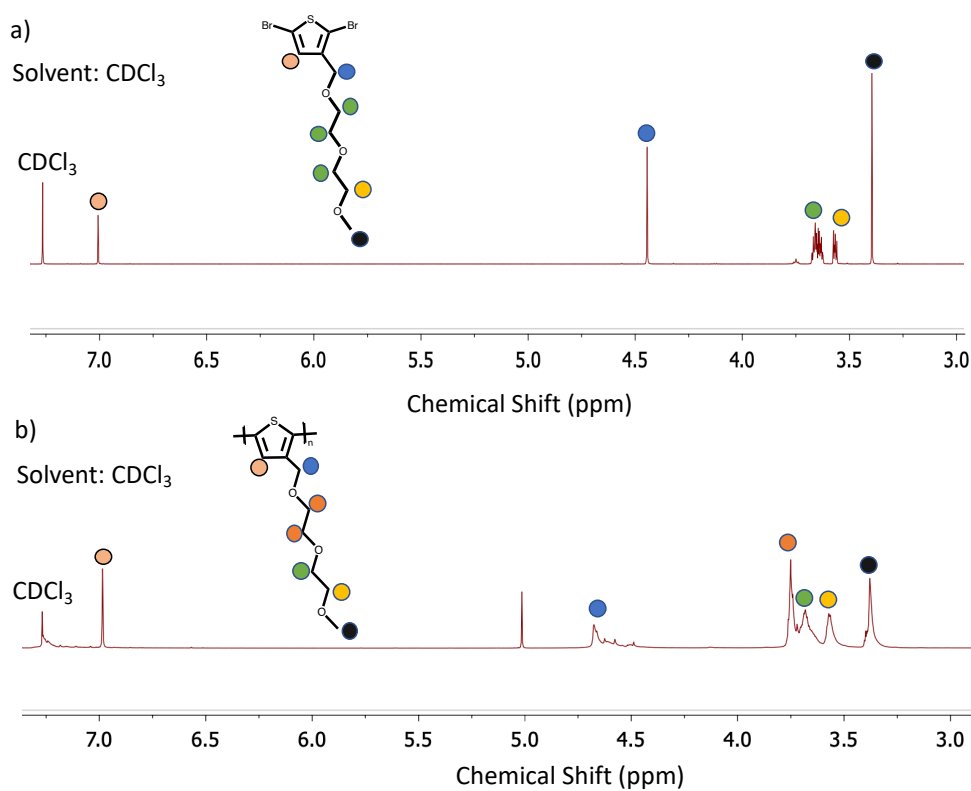 a)
Solvent: CDCl₃
Br S Br
O
O
O
CDCl₃
7.0 6.5 6.0 5.5 5.0 4.5 4.0 3.5 3.0
Chemical Shift (ppm)
b)
Solvent: CDCl₃
S
n
O
O
O
CDCl₃
7.0 6.5 6.0 5.5 5.0 4.5 4.0 3.5 3.0
Chemical Shift (ppm)